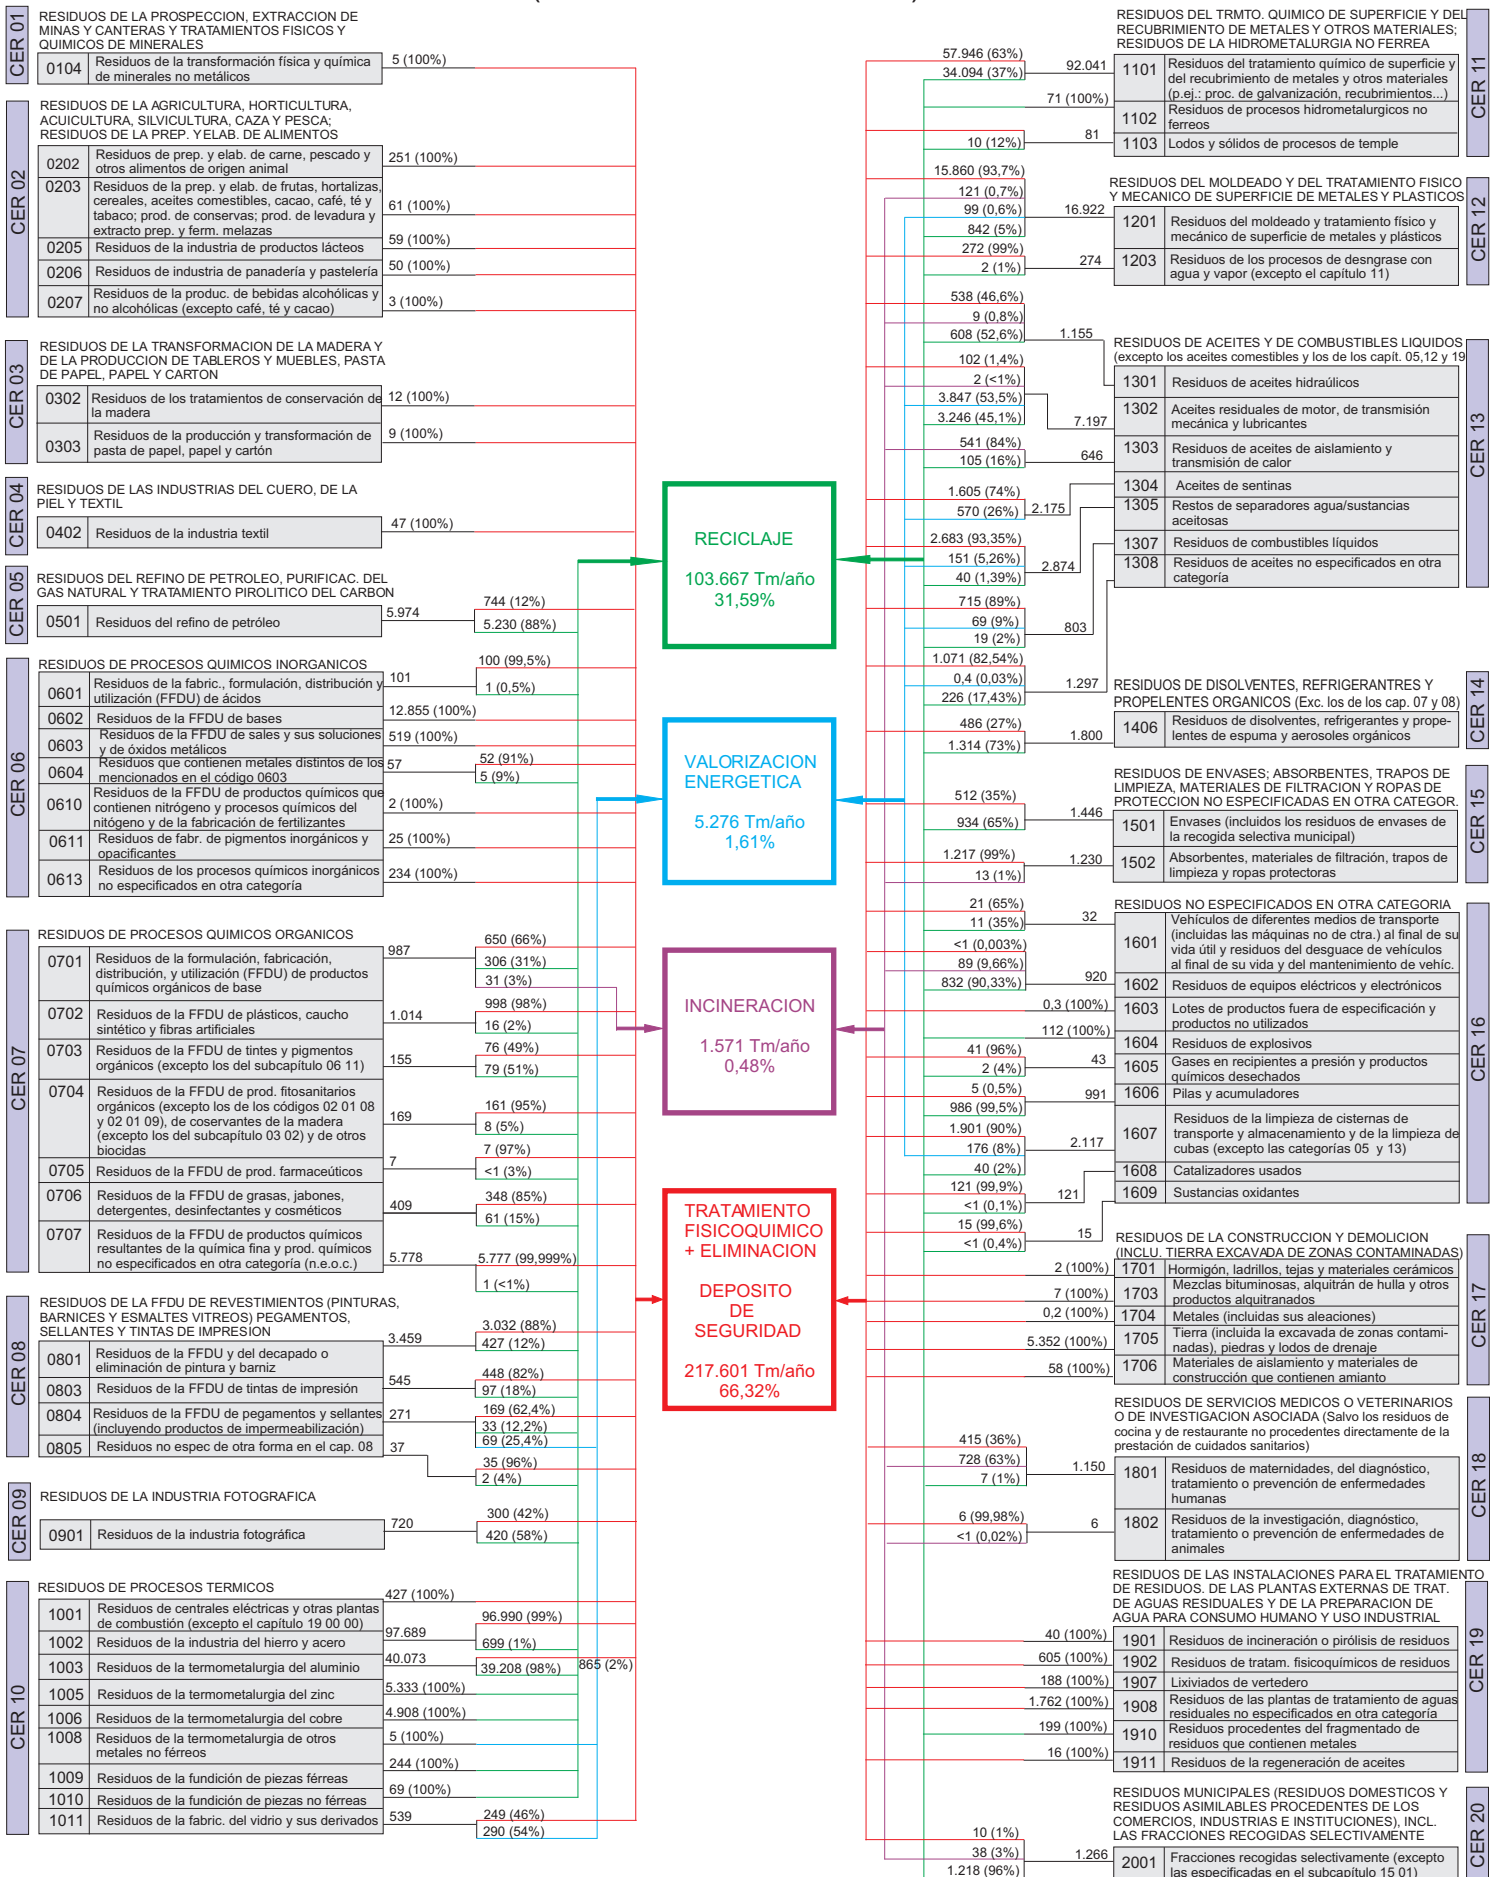 CER 01
RESIDUOS DE LA PROSPECCION, EXTRACCION DE
MINAS Y CANTERAS Y TRATAMIENTOS FISICOS Y
QUIMICOS DE MINERALES
0104
Residuos de la transformación física y química
de minerales no metálicos
5 (100%)
CER 02
RESIDUOS DE LA AGRICULTURA, HORTICULTURA,
ACUICULTURA, SILVICULTURA, CAZA Y PESCA;
RESIDUOS DE LA PREP. Y ELAB. DE ALIMENTOS
0202
Residuos de prep. y elab. de carne, pescado y
otros alimentos de origen animal
251 (100%)
0203
Residuos de la prep. y elab. de frutas, hortalizas,
cereales, aceites comestibles, cacao, café, té y
tabaco; prod. de conservas; prod. de levadura y
extracto prep. y ferm. melazas
61 (100%)
0205
Residuos de la industria de productos lácteos
59 (100%)
0206
Residuos de industria de panadería y pastelería
50 (100%)
0207
Residuos de la produc. de bebidas alcohólicas y
no alcohólicas (excepto café, té y cacao)
3 (100%)
CER 03
RESIDUOS DE LA TRANSFORMACION DE LA MADERA Y
DE LA PRODUCCION DE TABLEROS Y MUEBLES, PASTA
DE PAPEL, PAPEL Y CARTON
0302
Residuos de los tratamientos de conservación de
la madera
12 (100%)
0303
Residuos de la producción y transformación de
pasta de papel, papel y cartón
9 (100%)
CER 04
RESIDUOS DE LAS INDUSTRIAS DEL CUERO, DE LA
PIEL Y TEXTIL
0402
Residuos de la industria textil
47 (100%)
CER 05
RESIDUOS DEL REFINO DE PETROLEO, PURIFICAC. DEL
GAS NATURAL Y TRATAMIENTO PIROLITICO DEL CARBON
0501
Residuos del refino de petróleo
5.974
744 (12%)
5.230 (88%)
CER 06
RESIDUOS DE PROCESOS QUIMICOS INORGANICOS
0601
Residuos de la fabric., formulación, distribución y
utilización (FFDU) de ácidos
101
100 (99,5%)
1 (0,5%)
0602
Residuos de la FFDU de bases
12.855 (100%)
0603
Residuos de la FFDU de sales y sus soluciones
y de óxidos metálicos
519 (100%)
0604
Residuos que contienen metales distintos de los
mencionados en el código 0603
57
52 (91%)
5 (9%)
0610
Residuos de la FFDU de productos químicos que
contienen nitrógeno y procesos químicos del
nitógeno y de la fabricación de fertilizantes
2 (100%)
0611
Residuos de fabr. de pigmentos inorgánicos y
opacificantes
25 (100%)
0613
Residuos de los procesos químicos inorgánicos
no especificados en otra categoría
234 (100%)
CER 07
RESIDUOS DE PROCESOS QUIMICOS ORGANICOS
0701
Residuos de la formulación, fabricación,
distribución, y utilización (FFDU) de productos
químicos orgánicos de base
987
650 (66%)
306 (31%)
31 (3%)
0702
Residuos de la FFDU de plásticos, caucho
sintético y fibras artificiales
1.014
998 (98%)
16 (2%)
0703
Residuos de la FFDU de tintes y pigmentos
orgánicos (excepto los del subcapítulo 06 11)
155
76 (49%)
79 (51%)
0704
Residuos de la FFDU de prod. fitosanitarios
orgánicos (excepto los de los códigos 02 01 08
y 02 01 09), de coservantes de la madera
(excepto los del subcapítulo 03 02) y de otros
biocidas
169
161 (95%)
8 (5%)
0705
Residuos de la FFDU de prod. farmaceúticos
7
7 (97%)
<1 (3%)
0706
Residuos de la FFDU de grasas, jabones,
detergentes, desinfectantes y cosméticos
409
348 (85%)
61 (15%)
0707
Residuos de la FFDU de productos químicos
resultantes de la química fina y prod. químicos
no especificados en otra categoría (n.e.o.c.)
5.778
5.777 (99,999%)
1 (<1%)
CER 08
RESIDUOS DE LA FFDU DE REVESTIMIENTOS (PINTURAS,
BARNICES Y ESMALTES VITREOS) PEGAMENTOS,
SELLANTES Y TINTAS DE IMPRESION
0801
Residuos de la FFDU y del decapado o
eliminación de pintura y barniz
3.459
3.032 (88%)
427 (12%)
0803
Residuos de la FFDU de tintas de impresión
545
448 (82%)
97 (18%)
0804
Residuos de la FFDU de pegamentos y sellantes
(incluyendo productos de impermeabilización)
271
169 (62,4%)
33 (12,2%)
69 (25,4%)
0805
Residuos no espec de otra forma en el cap. 08
37
35 (96%)
2 (4%)
CER 09
RESIDUOS DE LA INDUSTRIA FOTOGRAFICA
0901
Residuos de la industria fotográfica
720
300 (42%)
420 (58%)
CER 10
RESIDUOS DE PROCESOS TERMICOS
1001
Residuos de centrales eléctricas y otras plantas
de combustión (excepto el capítulo 19 00 00)
427 (100%)
1002
Residuos de la industria del hierro y acero
97.689
96.990 (99%)
699 (1%)
1003
Residuos de la termometalurgia del aluminio
40.073
39.208 (98%)
865 (2%)
1005
Residuos de la termometalurgia del zinc
5.333 (100%)
1006
Residuos de la termometalurgia del cobre
4.908 (100%)
1008
Residuos de la termometalurgia de otros
metales no férreos
5 (100%)
1009
Residuos de la fundición de piezas férreas
244 (100%)
1010
Residuos de la fundición de piezas no férreas
69 (100%)
1011
Residuos de la fabric. del vidrio y sus derivados
539
249 (46%)
290 (54%)
RECICLAJE
103.667 Tm/año
31,59%
VALORIZACION
ENERGETICA
5.276 Tm/año
1,61%
INCINERACION
1.571 Tm/año
0,48%
TRATAMIENTO
FISICOQUIMICO
+ ELIMINACION
DEPOSITO
DE
SEGURIDAD
217.601 Tm/año
66,32%
CER 11
RESIDUOS DEL TRMTO. QUIMICO DE SUPERFICIE Y DEL
RECUBRIMIENTO DE METALES Y OTROS MATERIALES;
RESIDUOS DE LA HIDROMETALURGIA NO FERREA
57.946 (63%)
34.094 (37%)
92.041
1101
Residuos del tratamiento químico de superficie y
del recubrimiento de metales y otros materiales
(p.ej.: proc. de galvanización, recubrimientos...)
71 (100%)
1102
Residuos de procesos hidrometalurgicos no
ferreos
81
10 (12%)
1103
Lodos y sólidos de procesos de temple
CER 12
RESIDUOS DEL MOLDEADO Y DEL TRATAMIENTO FISICO
Y MECANICO DE SUPERFICIE DE METALES Y PLASTICOS
15.860 (93,7%)
121 (0,7%)
99 (0,6%)
842 (5%)
16.922
1201
Residuos del moldeado y tratamiento físico y
mecánico de superficie de metales y plásticos
272 (99%)
2 (1%)
274
1203
Residuos de los procesos de desngrase con
agua y vapor (excepto el capítulo 11)
CER 13
RESIDUOS DE ACEITES Y DE COMBUSTIBLES LIQUIDOS
(excepto los aceites comestibles y los de los capít. 05,12 y 19
538 (46,6%)
9 (0,8%)
608 (52,6%)
1.155
1301
Residuos de aceites hidraúlicos
102 (1,4%)
2 (<1%)
3.847 (53,5%)
3.246 (45,1%)
7.197
1302
Aceites residuales de motor, de transmisión
mecánica y lubricantes
541 (84%)
105 (16%)
646
1303
Residuos de aceites de aislamiento y
transmisión de calor
1.605 (74%)
570 (26%)
2.175
1304
Aceites de sentinas
2.683 (93,35%)
151 (5,26%)
40 (1,39%)
2.874
1305
Restos de separadores agua/sustancias
aceitosas
715 (89%)
69 (9%)
19 (2%)
803
1307
Residuos de combustibles líquidos
1.071 (82,54%)
0,4 (0,03%)
226 (17,43%)
1.297
1308
Residuos de aceites no especificados en otra
categoría
CER 14
RESIDUOS DE DISOLVENTES, REFRIGERANTRES Y
PROPELENTES ORGANICOS (Exc. los de los cap. 07 y 08)
486 (27%)
1.314 (73%)
1.800
1406
Residuos de disolventes, refrigerantes y prope-
lentes de espuma y aerosoles orgánicos
CER 15
RESIDUOS DE ENVASES; ABSORBENTES, TRAPOS DE
LIMPIEZA, MATERIALES DE FILTRACION Y ROPAS DE
PROTECCION NO ESPECIFICADAS EN OTRA CATEGOR.
512 (35%)
934 (65%)
1.446
1501
Envases (incluidos los residuos de envases de
la recogida selectiva municipal)
1.217 (99%)
13 (1%)
1.230
1502
Absorbentes, materiales de filtración, trapos de
limpieza y ropas protectoras
CER 16
RESIDUOS NO ESPECIFICADOS EN OTRA CATEGORIA
21 (65%)
11 (35%)
32
1601
Vehículos de diferentes medios de transporte
(incluidas las máquinas no de ctra.) al final de su
vida útil y residuos del desguace de vehículos
al final de su vida y del mantenimiento de vehíc.
<1 (0,003%)
89 (9,66%)
832 (90,33%)
920
1602
Residuos de equipos eléctricos y electrónicos
0,3 (100%)
1603
Lotes de productos fuera de especificación y
productos no utilizados
112 (100%)
1604
Residuos de explosivos
41 (96%)
2 (4%)
43
1605
Gases en recipientes a presión y productos
químicos desechados
5 (0,5%)
986 (99,5%)
991
1606
Pilas y acumuladores
1.901 (90%)
176 (8%)
40 (2%)
2.117
1607
Residuos de la limpieza de cisternas de
transporte y almacenamiento y de la limpieza de
cubas (excepto las categorías 05 y 13)
121 (99,9%)
<1 (0,1%)
121
1608
Catalizadores usados
15 (99,6%)
<1 (0,4%)
15
1609
Sustancias oxidantes
CER 17
RESIDUOS DE LA CONSTRUCCION Y DEMOLICION
(INCLU. TIERRA EXCAVADA DE ZONAS CONTAMINADAS)
2 (100%)
1701
Hormigón, ladrillos, tejas y materiales cerámicos
7 (100%)
1703
Mezclas bituminosas, alquitrán de hulla y otros
productos alquitranados
0,2 (100%)
1704
Metales (incluidas sus aleaciones)
5.352 (100%)
1705
Tierra (incluida la excavada de zonas contami-
nadas), piedras y lodos de drenaje
58 (100%)
1706
Materiales de aislamiento y materiales de
construcción que contienen amianto
CER 18
RESIDUOS DE SERVICIOS MEDICOS O VETERINARIOS
O DE INVESTIGACION ASOCIADA (Salvo los residuos de
cocina y de restaurante no procedentes directamente de la
prestación de cuidados sanitarios)
415 (36%)
728 (63%)
7 (1%)
1.150
1801
Residuos de maternidades, del diagnóstico,
tratamiento o prevención de enfermedades
humanas
6 (99,98%)
<1 (0,02%)
6
1802
Residuos de la investigación, diagnóstico,
tratamiento o prevención de enfermedades de
animales
CER 19
RESIDUOS DE LAS INSTALACIONES PARA EL TRATAMIENTO
DE RESIDUOS. DE LAS PLANTAS EXTERNAS DE TRAT.
DE AGUAS RESIDUALES Y DE LA PREPARACION DE
AGUA PARA CONSUMO HUMANO Y USO INDUSTRIAL
40 (100%)
1901
Residuos de incineración o pirólisis de residuos
605 (100%)
1902
Residuos de tratam. fisicoquímicos de residuos
188 (100%)
1907
Lixiviados de vertedero
1.762 (100%)
1908
Residuos de las plantas de tratamiento de aguas
residuales no especificados en otra categoría
199 (100%)
1910
Residuos procedentes del fragmentado de
residuos que contienen metales
16 (100%)
1911
Residuos de la regeneración de aceites
CER 20
RESIDUOS MUNICIPALES (RESIDUOS DOMESTICOS Y
RESIDUOS ASIMILABLES PROCEDENTES DE LOS
COMERCIOS, INDUSTRIAS E INSTITUCIONES), INCL.
LAS FRACCIONES RECOGIDAS SELECTIVAMENTE
10 (1%)
38 (3%)
1.218 (96%)
1.266
2001
Fracciones recogidas selectivamente (excepto
las especificadas en el subcapítulo 15 01)